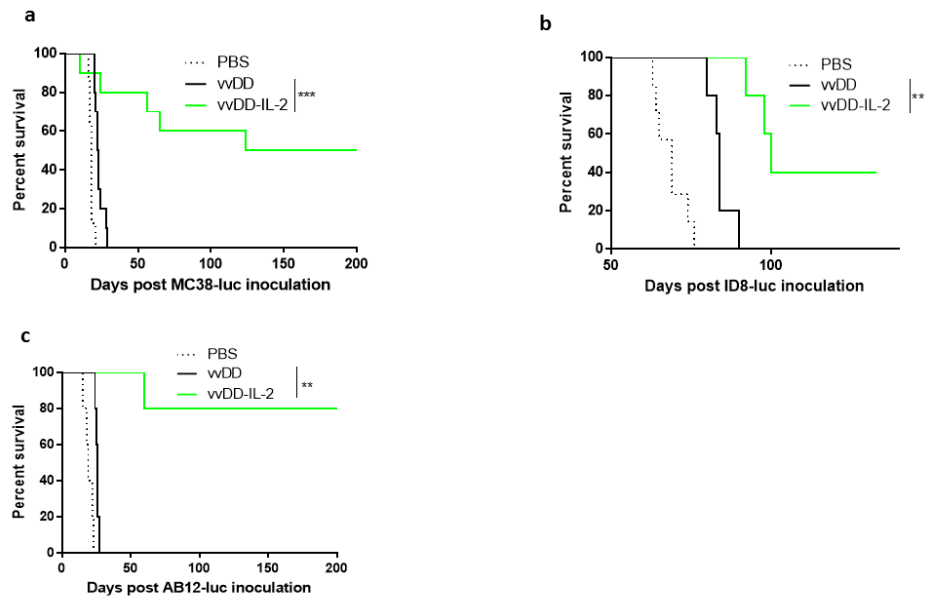 a
PBS
vvDD
vvDD-IL-2
***
Percent survival
100
80
60
40
20
0
0 50 100 150 200
Days post MC38-luc inoculation
b
PBS
vvDD
vvDD-IL-2
**
Percent survival
100
80
60
40
20
0
50 100
Days post ID8-luc inoculation
c
PBS
vvDD
vvDD-IL-2
**
Percent survival
100
80
60
40
20
0
0 50 100 150 200
Days post AB12-luc inoculation